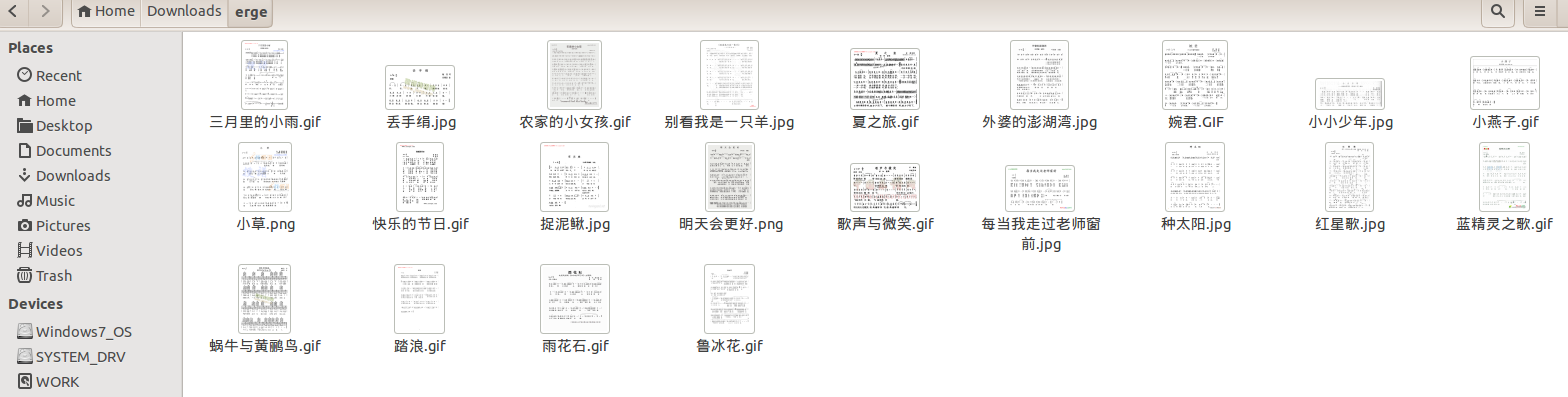 Home Downloads erge
Places
Recent
Home
Desktop
Documents
Downloads
Music
Pictures
Videos
Trash
Devices
Windows7_OS
SYSTEM_DRV
WORK
三月里的小雨.gif 丢手绢.jpg 农家的小女孩.gif 别看我是一只羊.jpg 夏之旅.gif 外婆的澎湖湾.jpg 婉君.GIF 小小少年.jpg 小燕子.gif
小草.png 快乐的节日.gif 捉泥鳅.jpg 明天会更好.png 歌声与微笑.gif 每当我走过老师窗
前.jpg 种太阳.jpg 红星歌.jpg 蓝精灵之歌.gif
蜗牛与黄鹂鸟.gif 踏浪.gif 雨花石.gif 鲁冰花.gif